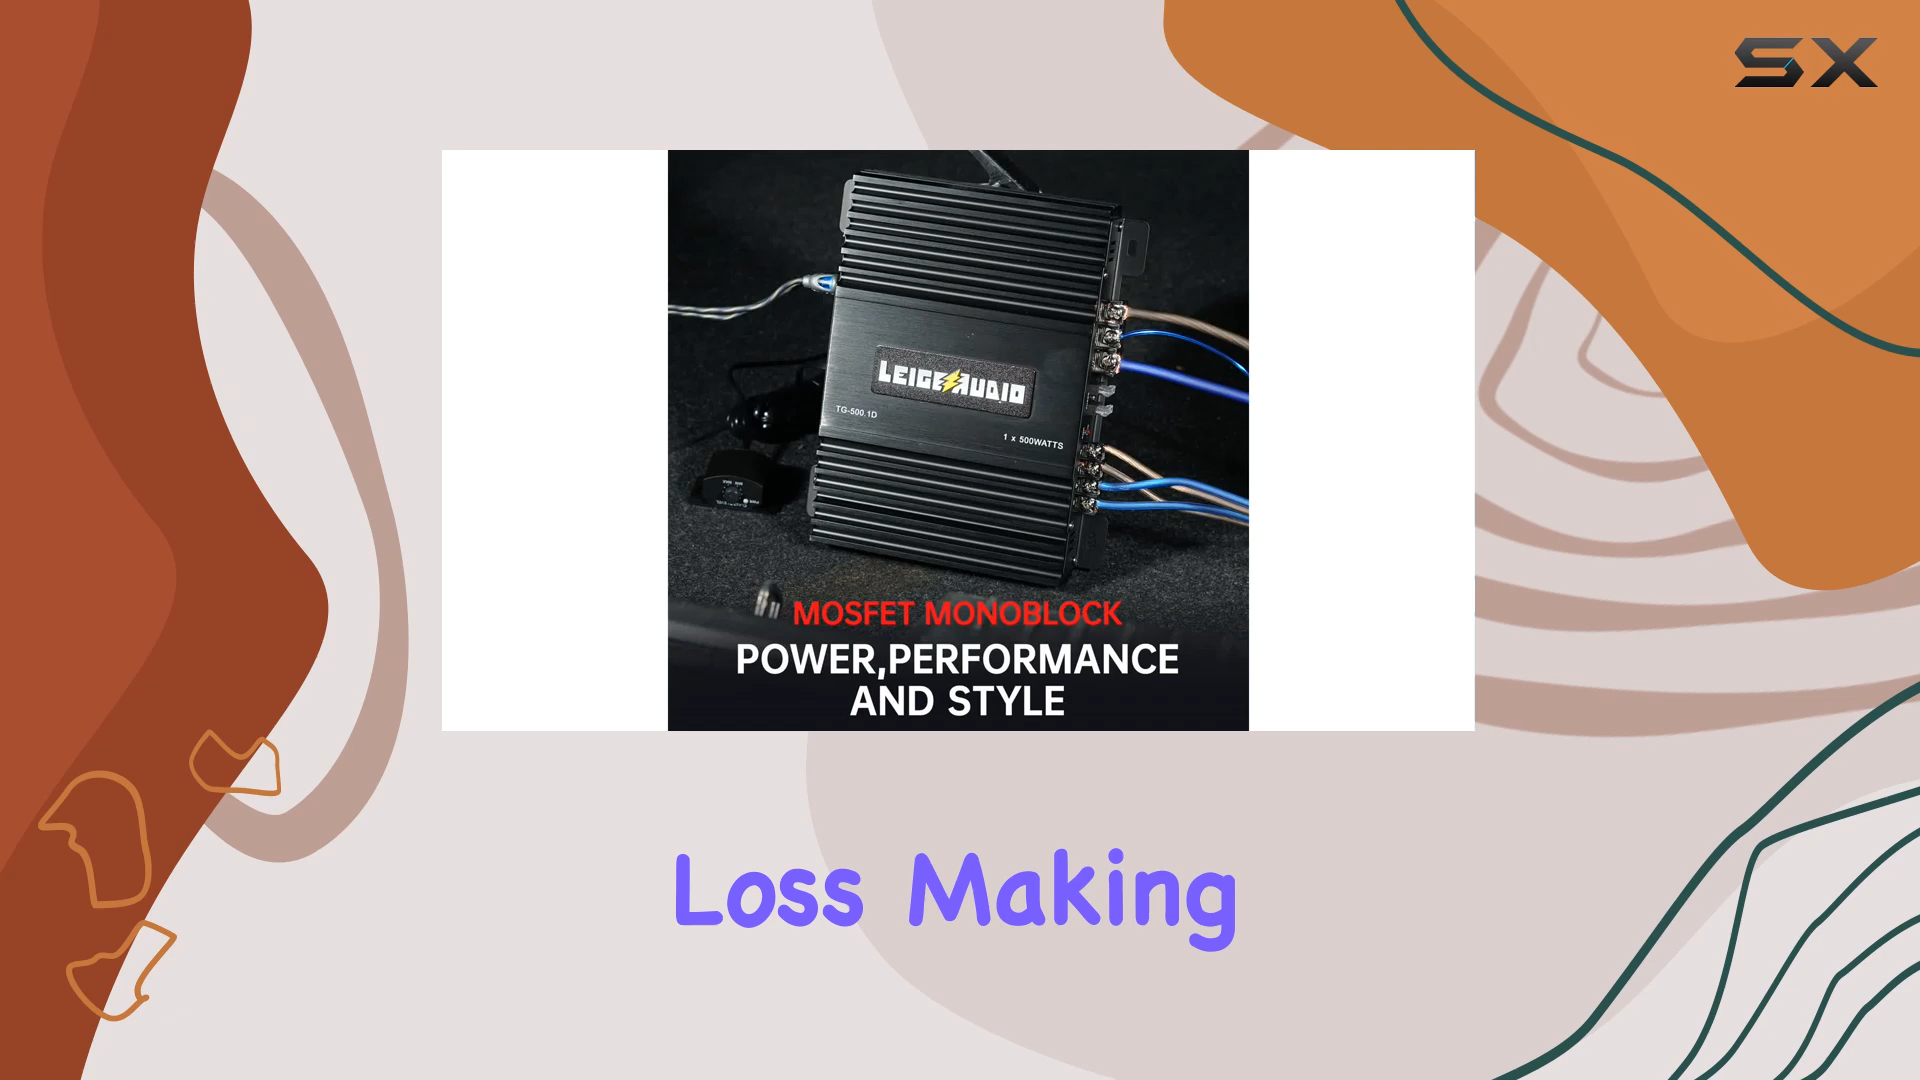 SX
LEIGE AUDIO
TG-500.1D
1 x 500WATTS
MOSFET MONOBLOCK
POWER,PERFORMANCE
AND STYLE
Loss Making